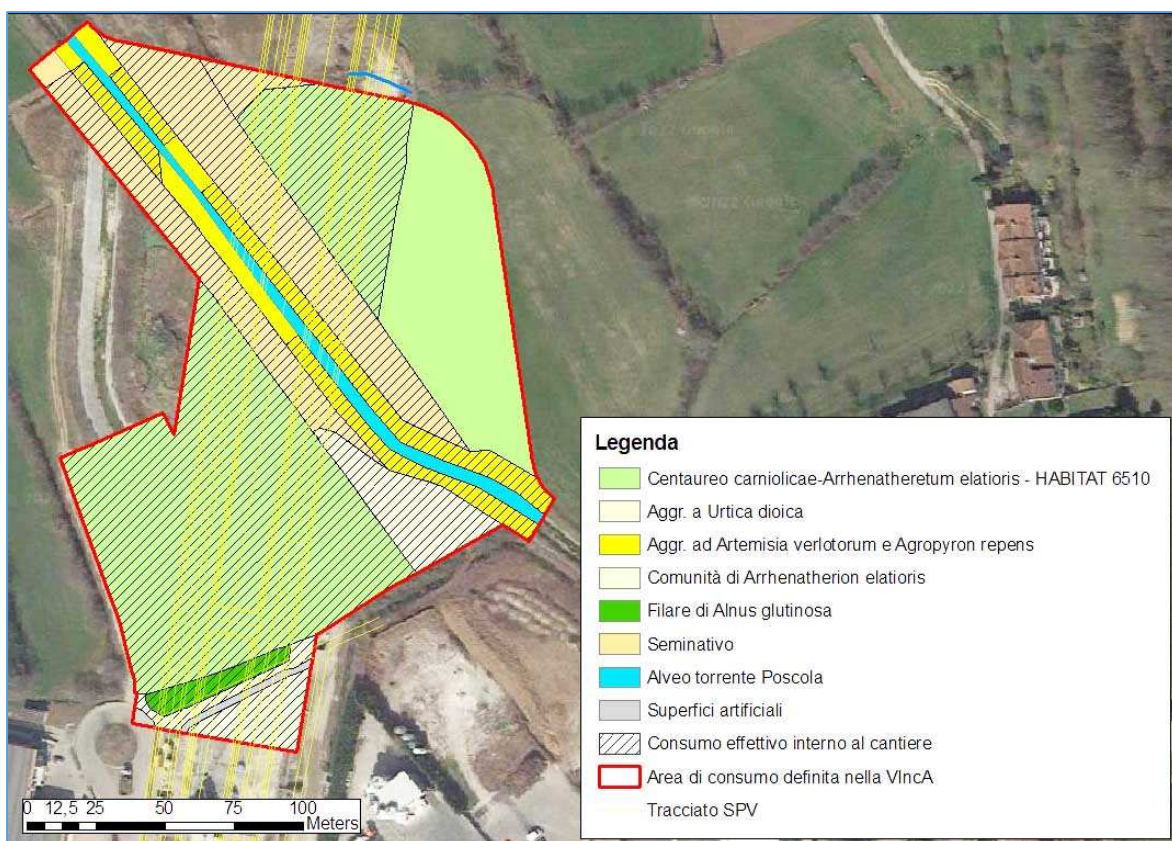 Legenda
Centaureo carniolicae-Arrhenatheretum elatioris - HABITAT 6510
Aggr. a Urtica dioica
Aggr. ad Artemisia verlotorum e Agropyron repens
Comunità di Arrhenatherion elatioris
Filare di Alnus glutinosa
Seminativo
Alveo torrente Poscola
Superfici artificiali
Consumo effettivo interno al cantiere
Area di consumo definita nella VIncA
Tracciato SPV
0 12,5 25 50 75 100
Meters